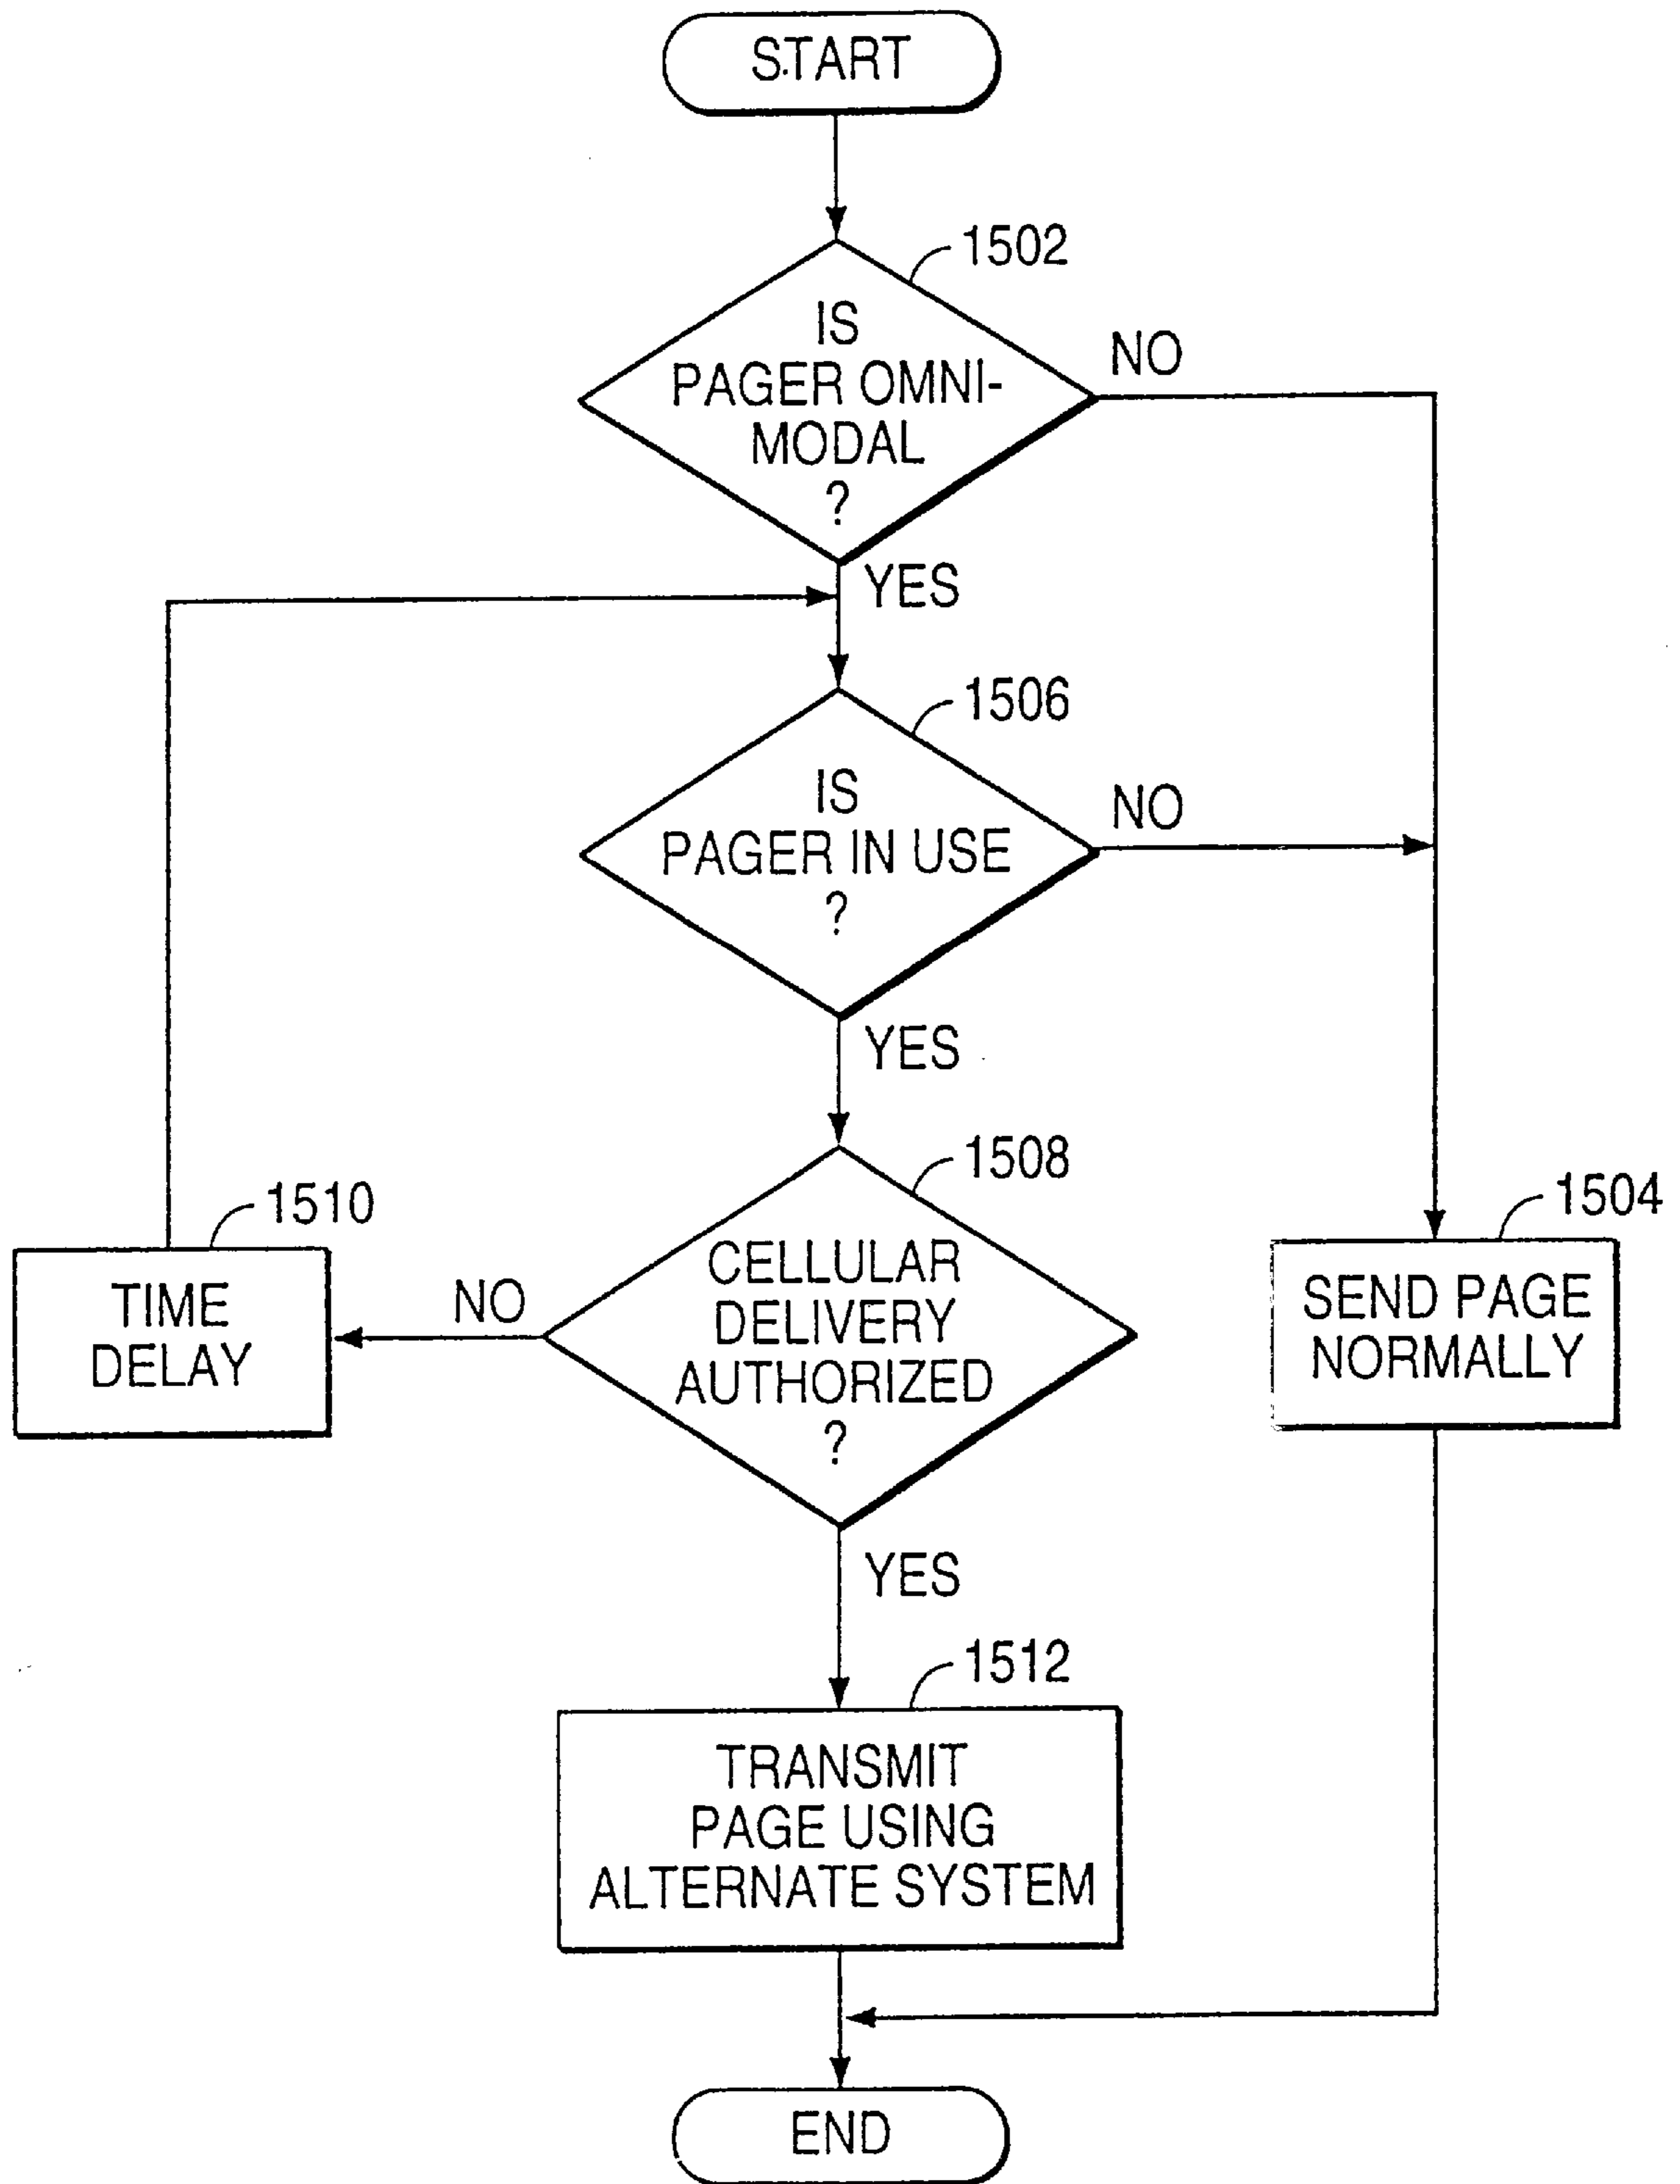 START
1502
IS
PAGER OMNI-
MODAL
?
NO
YES
1506
IS
PAGER IN USE
?
NO
YES
1508
CELLULAR
DELIVERY
AUTHORIZED
?
NO
1510
TIME
DELAY
1504
SEND PAGE
NORMALLY
YES
1512
TRANSMIT
PAGE USING
ALTERNATE SYSTEM
END